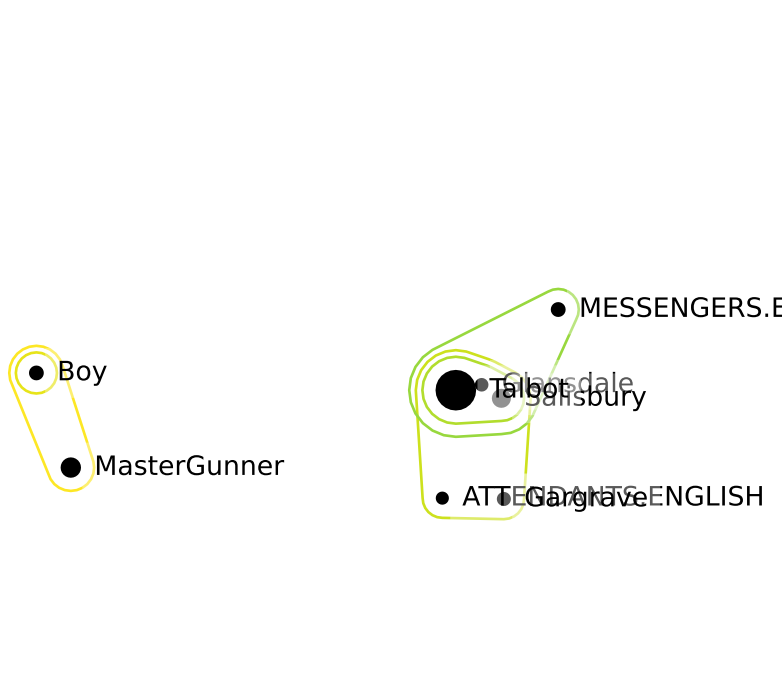 MESSENGERS.E
Boy
Glansdale
Talbot
Salisbury
MasterGunner
ATTENDANTS.ENGLISH
Gargrave